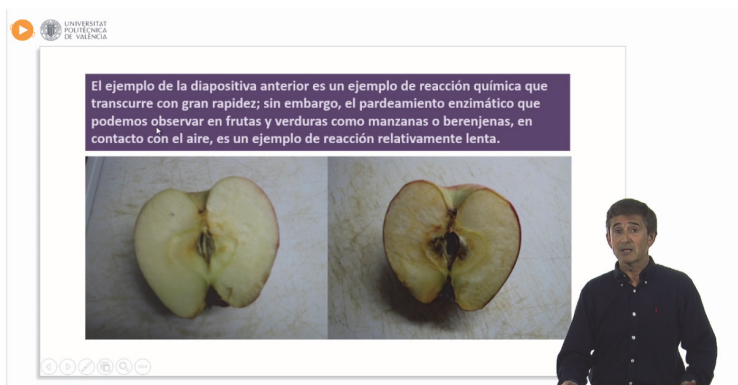 UNIVERSITAT
POLITÈCNICA
DE VALÈNCIA
El ejemplo de la diapositiva anterior es un ejemplo de reacción química que
transcurre con gran rapidez; sin embargo, el pardeamiento enzimático que
podemos observar en frutas y verduras como manzanas o berenjenas, en
contacto con el aire, es un ejemplo de reacción relativamente lenta.